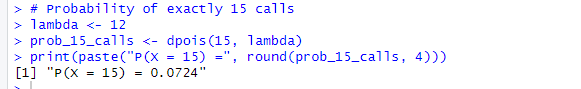 > # Probability of exactly 15 calls
> lambda <- 12
> prob_15_calls <- dpois(15, lambda)
> print(paste("P(X = 15) =", round(prob_15_calls, 4)))
[1] "P(X = 15) = 0.0724"
>